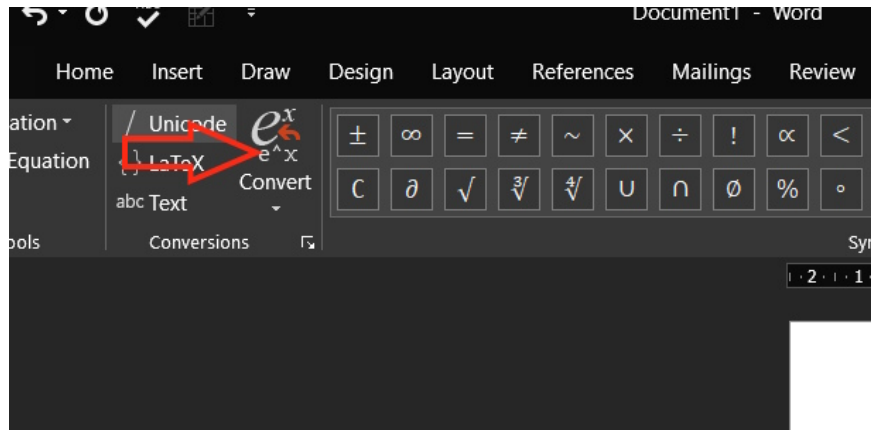 Document1 - Word
Home Insert Draw Design Layout References Mailings Review
ation
Equation
Unicode
LaTeX
abc Text
e^x
e^x
Convert
± ∞ = ≠ ~ × ÷ ! ∝ <
∁ ∂ √ ∛ ∜ ∪ ∩ ∅ % °
ools
Conversions
Syr
2 1